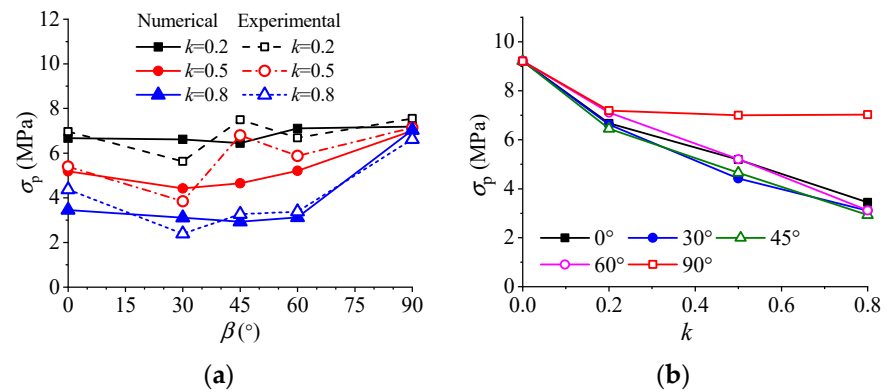 Numerical Experimental
k=0.2 k=0.2
k=0.5 k=0.5
k=0.8 k=0.8
12
10
8
6
4
2
0
σp (MPa)
0 15 30 45 60 75 90
β (°)
(a)
10
8
6
4
2
0
σp (MPa)
0° 30° 45°
60° 90°
0.0 0.2 0.4 0.6 0.8
k
(b)